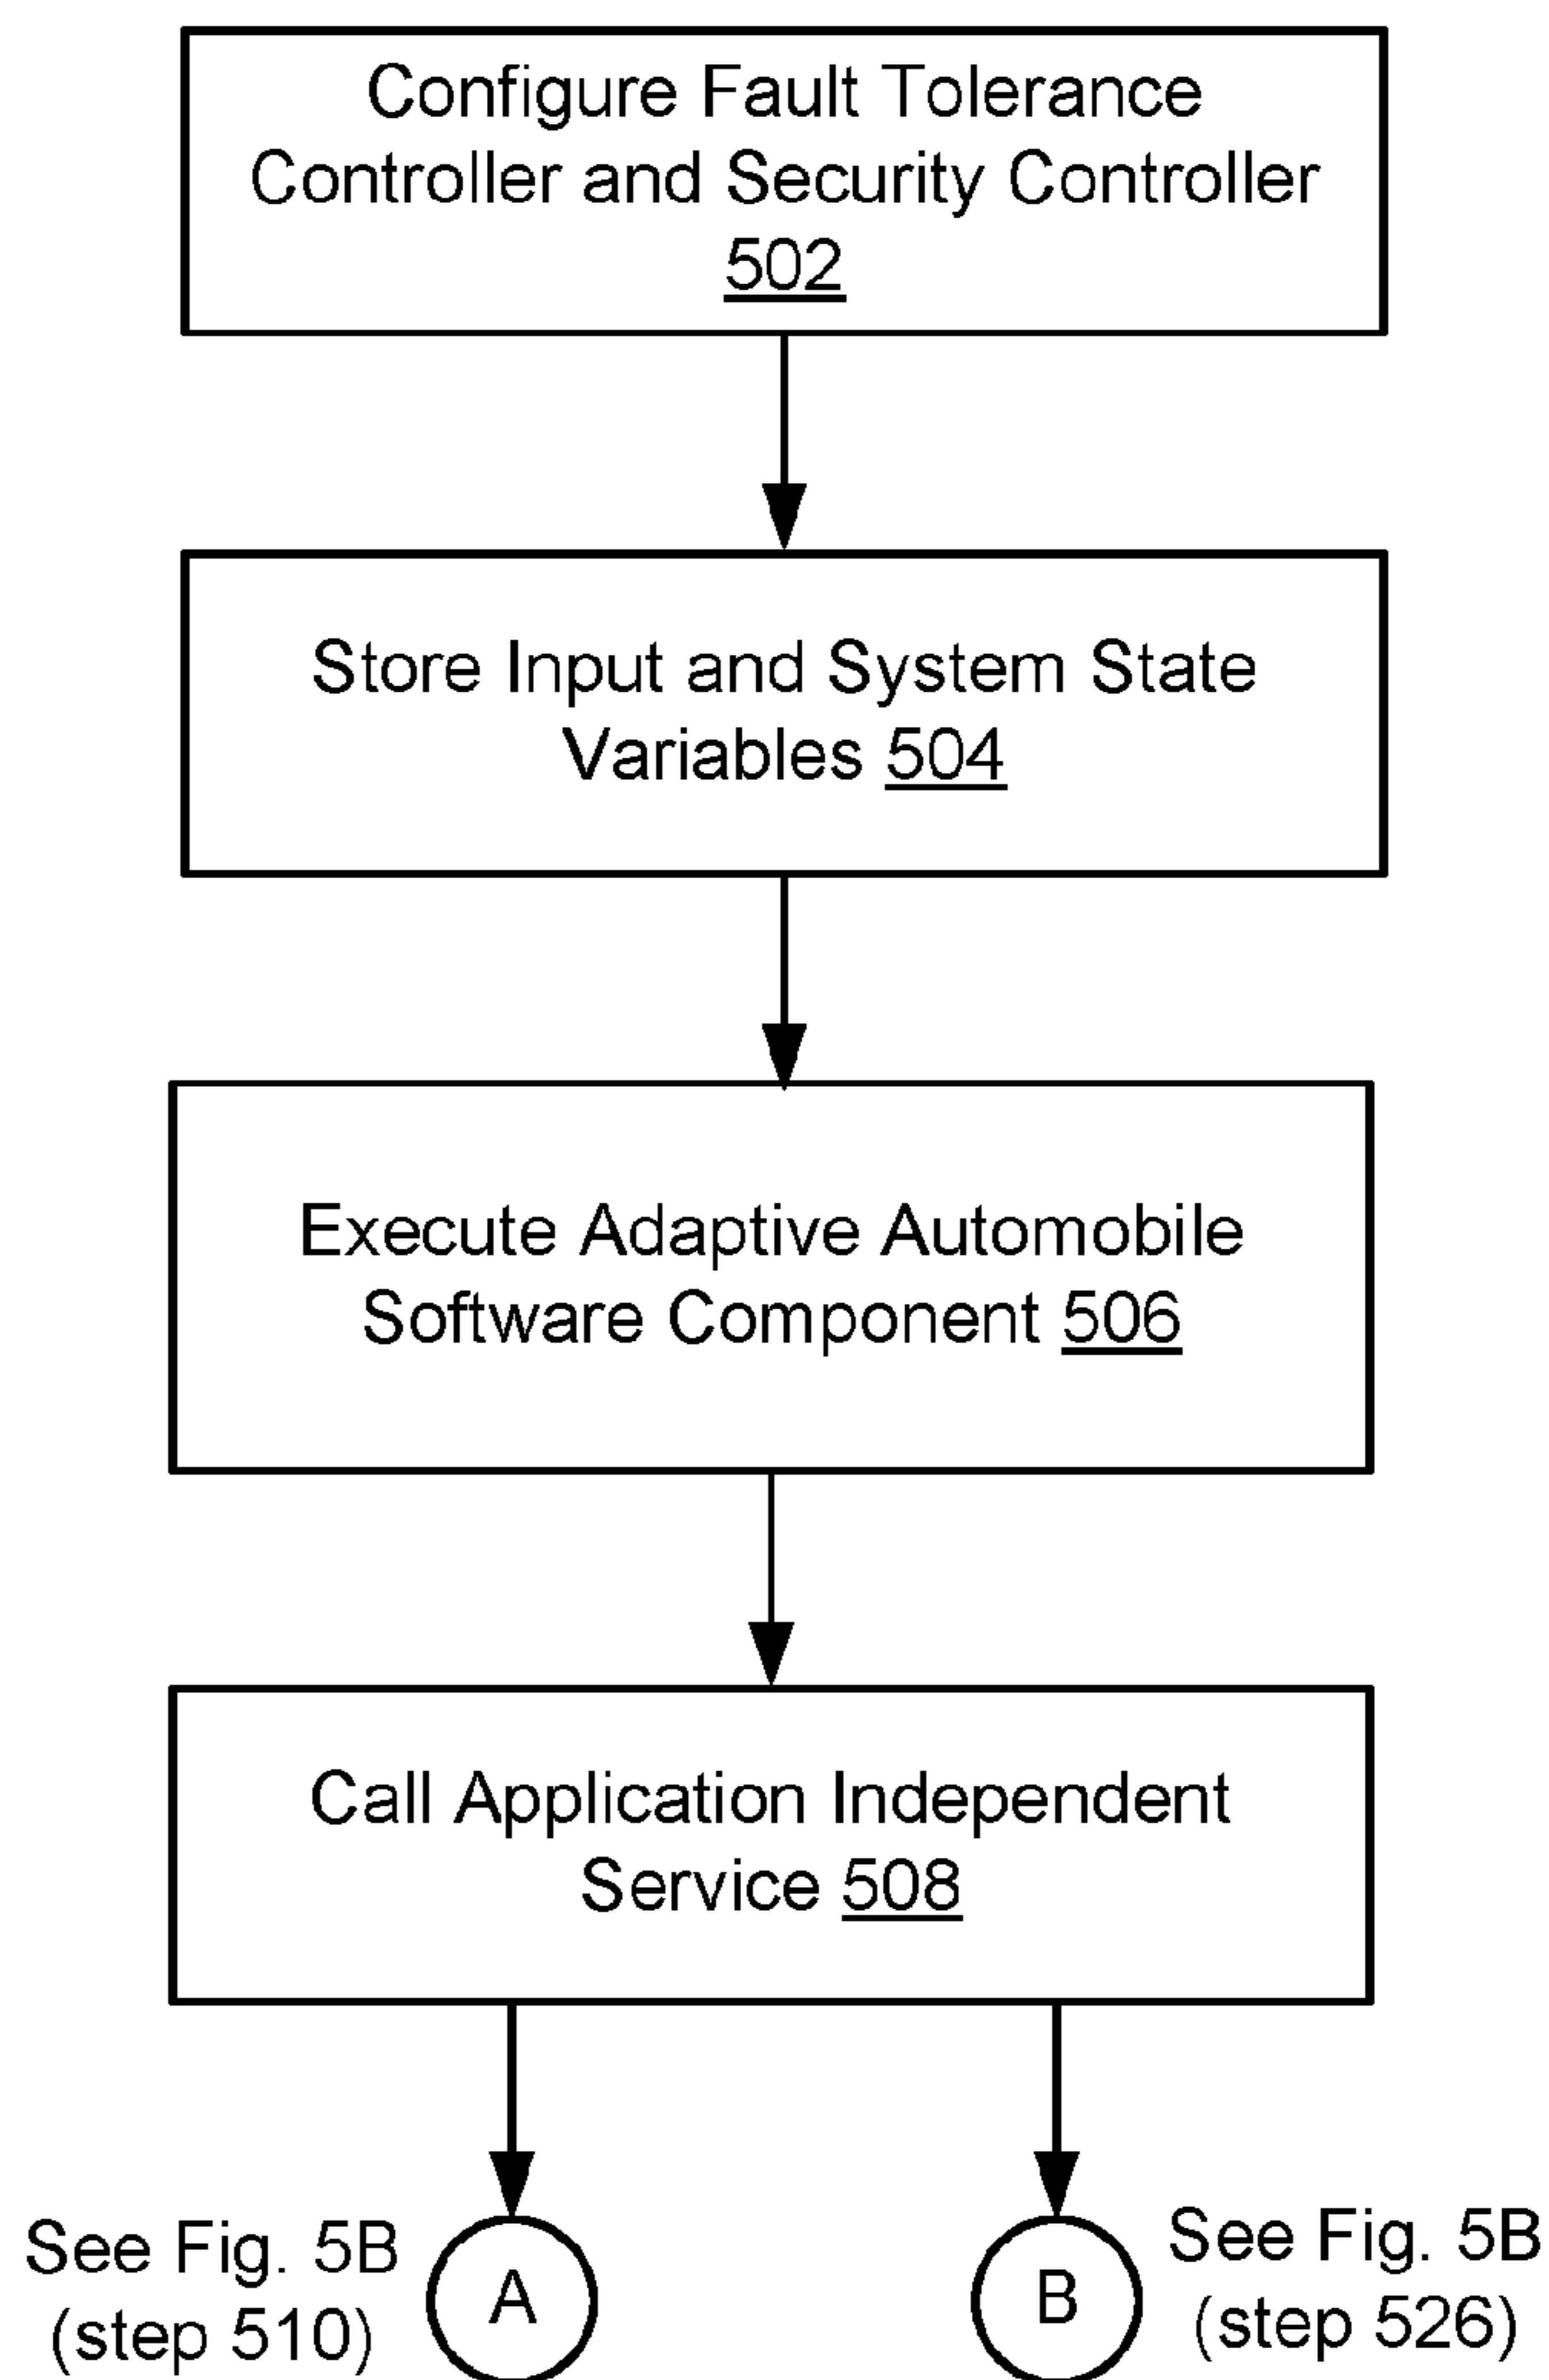 Configure Fault Tolerance
Controller and Security Controller
502
Store Input and System State
Variables 504
Execute Adaptive Automobile
Software Component 506
Call Application Independent
Service 508
See Fig. 5B
(step 510)
A
B
See Fig. 5B
(step 526)